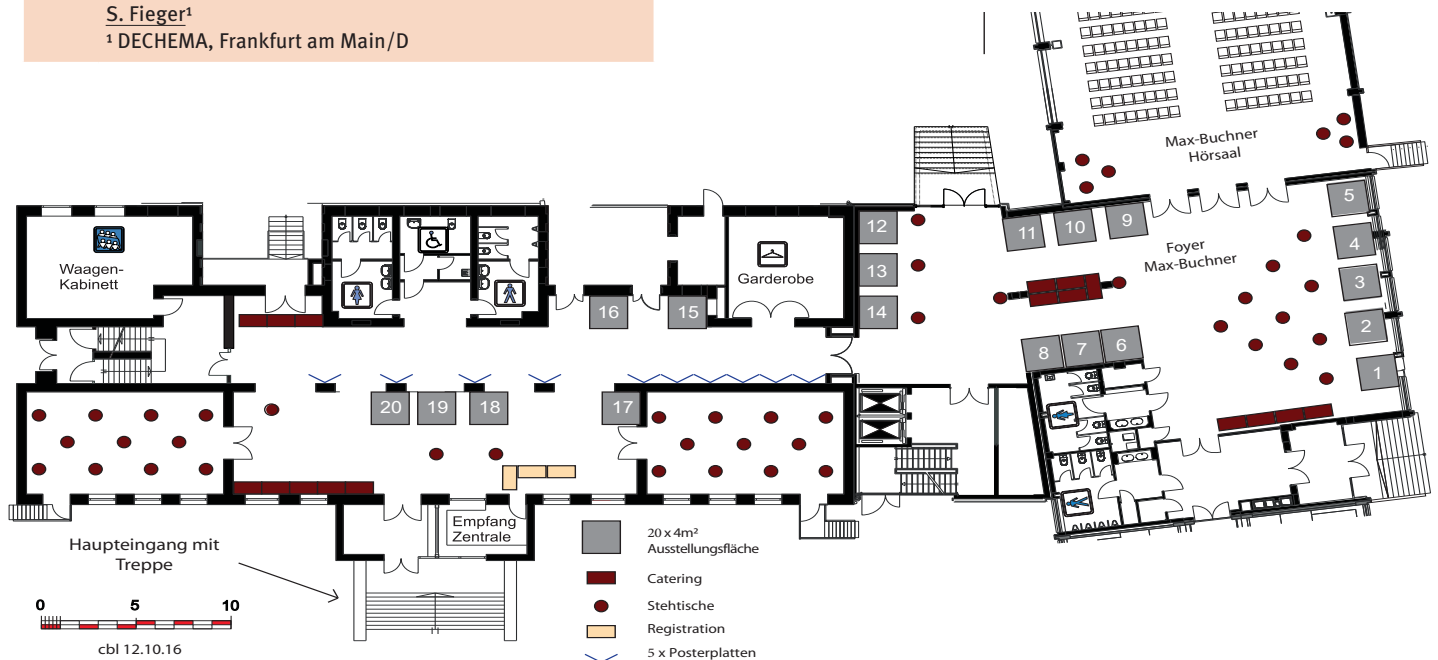 S. Fieger¹
¹ DECHEMA, Frankfurt am Main/D
Max-Buchner
Hörsaal
Waagen-
Kabinett
Garderobe
Foyer
Max-Buchner
12
13
14
11
10
9
5
4
3
2
1
16
15
8
7
6
20
19
18
17
Empfang
Zentrale
Haupteingang mit
Treppe
0 5 10
cbl 12.10.16
20 x 4m²
Ausstellungsfläche
Catering
Stehtische
Registration
5 x Posterplatten